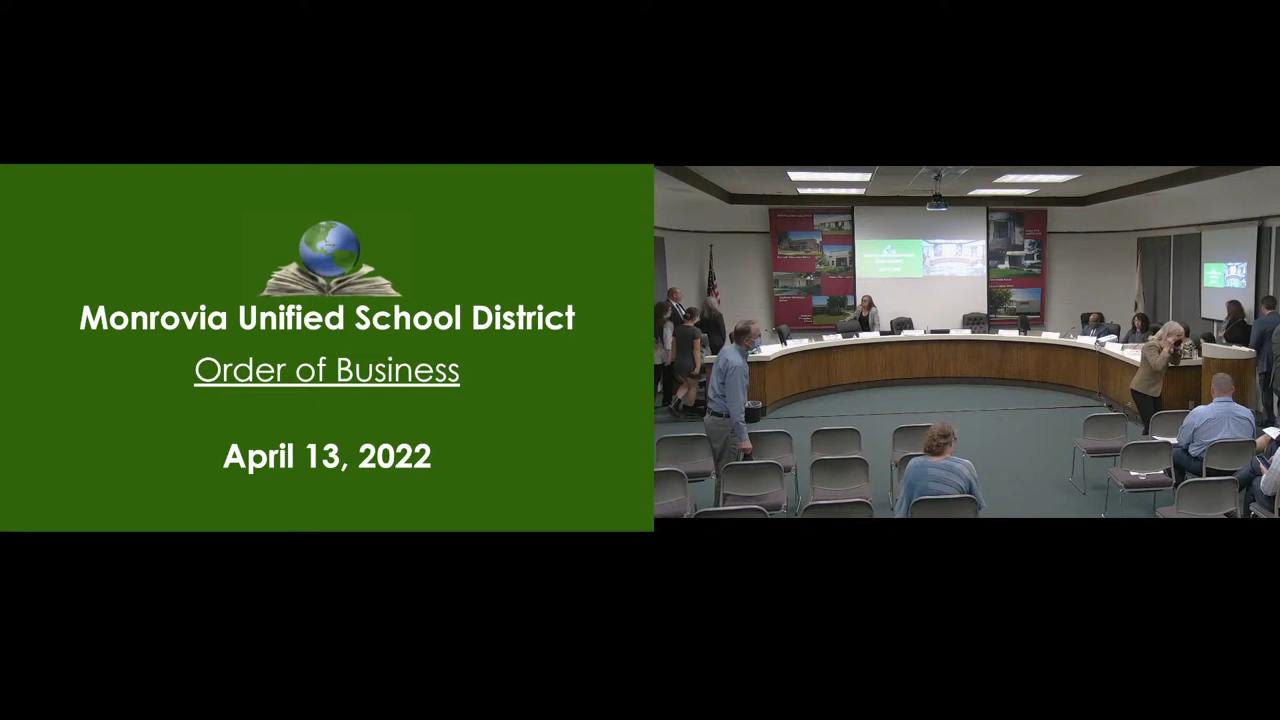 Monrovia Unified School District
Order of Business
April 13, 2022